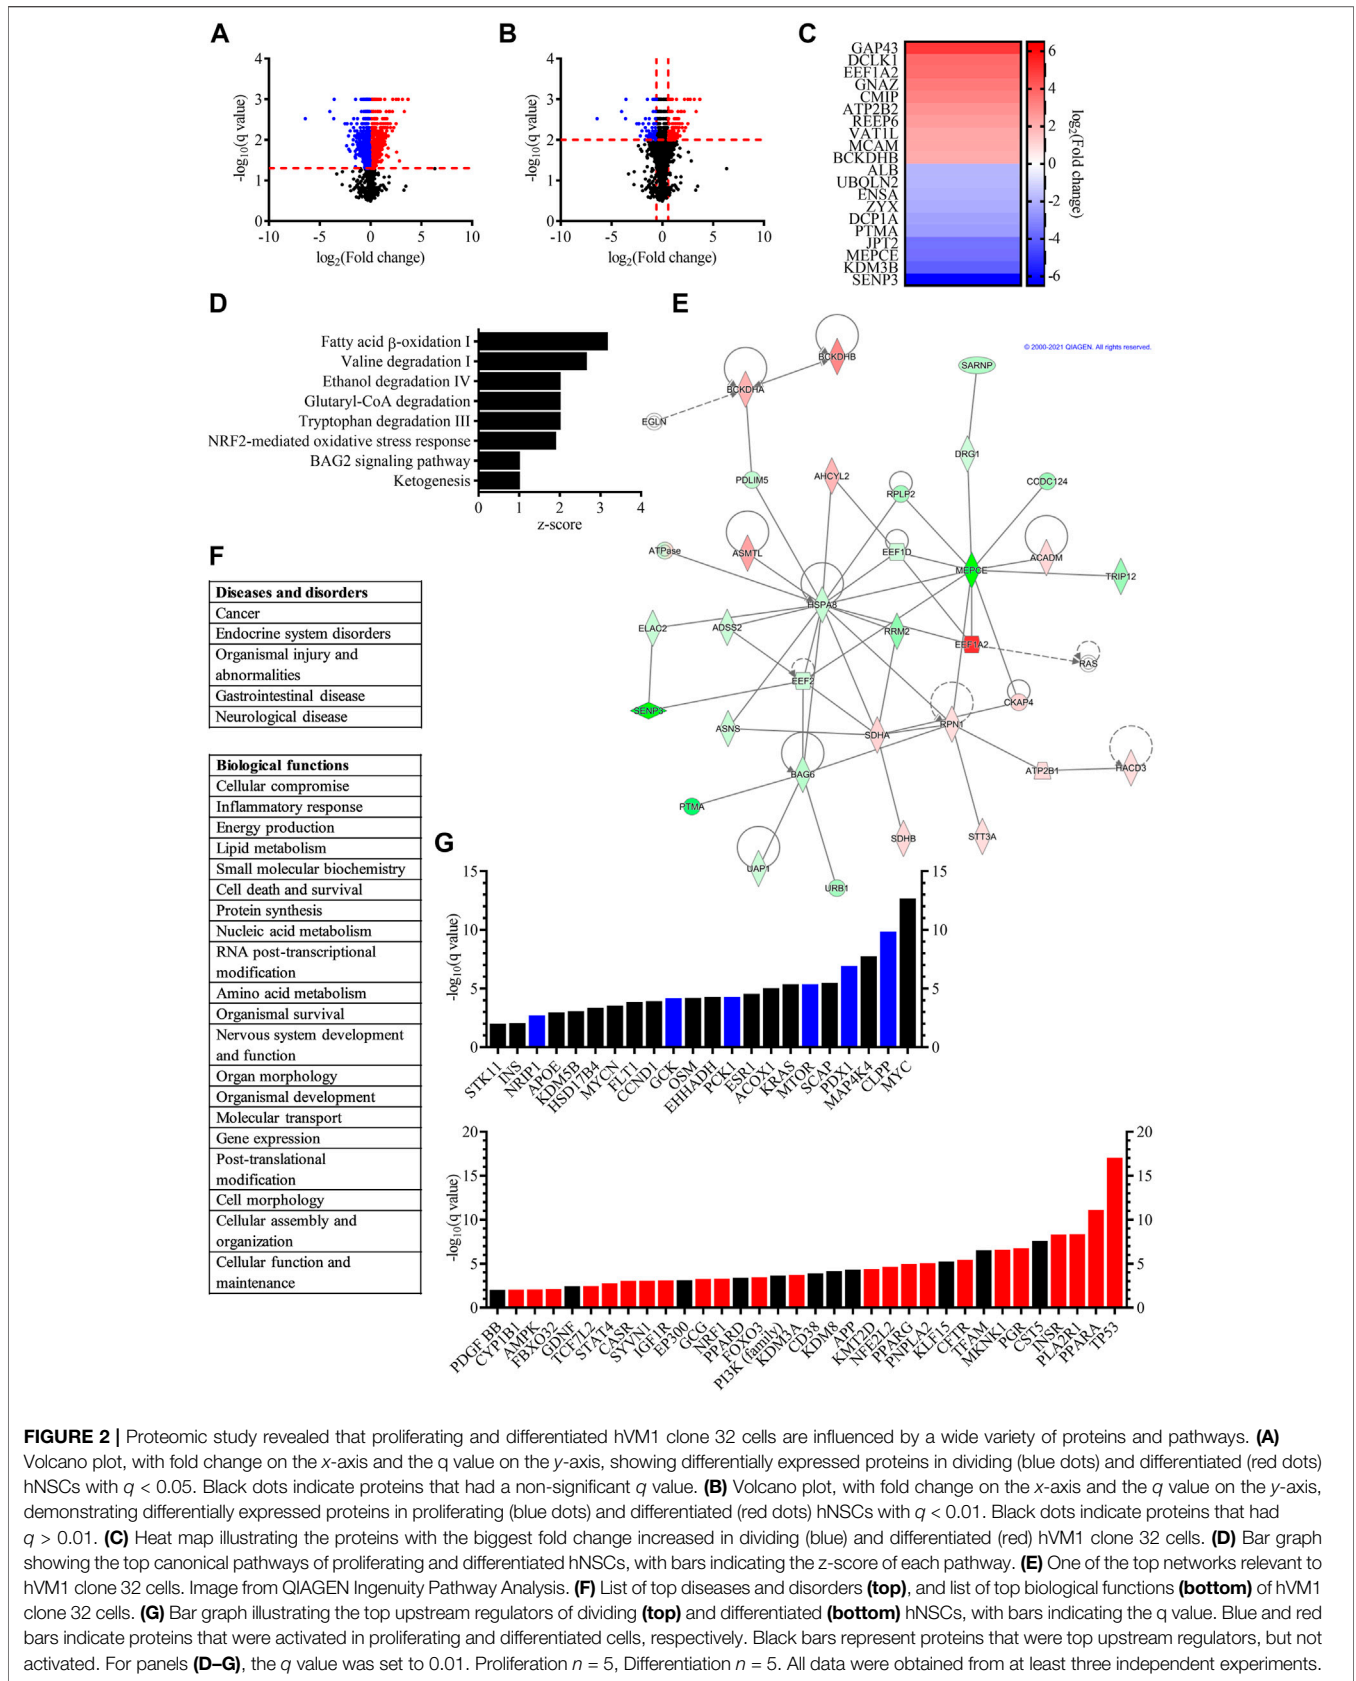 A
B
C
4
3
2
1
0
-log10(q value)
-10
-5
0
5
10
log2(Fold change)
4
3
2
1
0
-log10(q value)
-10
-5
0
5
10
log2(Fold change)
GAP43
DCLK1
EEF1A2
GNAZ
CMIP
ATP2B2
REEP6
VAT1L
MCAM
BCKDHB
ALB
UBQLN2
ENSA
ZYX
DCP1A
PTMA
JPT2
MEPCE
KDM3B
SENP3
6
4
2
0
-2
-4
-6
log2(Fold change)
D
Fatty acid β-oxidation I
Valine degradation I
Ethanol degradation IV
Glutaryl-CoA degradation
Tryptophan degradation III
NRF2-mediated oxidative stress response
BAG2 signaling pathway
Ketogenesis
0
1
2
3
4
z-score
E
© 2000-2021 QIAGEN. All rights reserved.
BCKDHB
SARNP
BCKDHA
EGLN
DRG1
PDLIM5
AHCYL2
RPLP2
CCDC124
ATPase
ASMTL
EEF1D
ACADM
MEPCE
TRIP12
HSPA8
ELAC2
ADSS2
RRM2
EEF1A2
RAS
EEF2
CKAP4
SENP3
ASNS
SDHA
RPN1
ATP2B1
HACD3
BAG6
PTMA
SDHB
STT3A
UAP1
URB1
F
Diseases and disorders
Cancer
Endocrine system disorders
Organismal injury and
abnormalities
Gastrointestinal disease
Neurological disease
Biological functions
Cellular compromise
Inflammatory response
Energy production
Lipid metabolism
Small molecular biochemistry
Cell death and survival
Protein synthesis
Nucleic acid metabolism
RNA post-transcriptional
modification
Amino acid metabolism
Organismal survival
Nervous system development
and function
Organ morphology
Organismal development
Molecular transport
Gene expression
Post-translational
modification
Cell morphology
Cellular assembly and
organization
Cellular function and
maintenance
G
15
10
5
0
-log10(q value)
15
10
5
0
STK11
INS
NRIP1
APOE
KDM5B
HSD17B4
MYCN
FLT1
CCND1
GCK
OSM
EHHADH
PCK1
ESR1
ACOX1
KRAS
MTOR
SCAP
PDX1
MAP4K4
CLPP
MYC
20
15
10
5
0
-log10(q value)
20
15
10
5
0
PDGF BB
CYP1B1
AMPK
FBXO32
GDNF
TCF7L2
STAT4
CASR
SYVN1
IGF1R
EP300
GCG
NRF1
PPARD
FOXO3
PI3K (family)
KDM3A
CD38
KDM8
APP
KMT2D
NFE2L2
PPARG
PNPLA2
KLF15
CFTR
TFAM
MKNK1
PGR
CST5
INSR
PLA2R1
PPARA
TP53
FIGURE 2 | Proteomic study revealed that proliferating and differentiated hVM1 clone 32 cells are influenced by a wide variety of proteins and pathways. (A)
Volcano plot, with fold change on the x-axis and the q value on the y-axis, showing differentially expressed proteins in dividing (blue dots) and differentiated (red dots)
hNSCs with q < 0.05. Black dots indicate proteins that had a non-significant q value. (B) Volcano plot, with fold change on the x-axis and the q value on the y-axis,
demonstrating differentially expressed proteins in proliferating (blue dots) and differentiated (red dots) hNSCs with q < 0.01. Black dots indicate proteins that had
q > 0.01. (C) Heat map illustrating the proteins with the biggest fold change increased in dividing (blue) and differentiated (red) hVM1 clone 32 cells. (D) Bar graph
showing the top canonical pathways of proliferating and differentiated hNSCs, with bars indicating the z-score of each pathway. (E) One of the top networks relevant to
hVM1 clone 32 cells. Image from QIAGEN Ingenuity Pathway Analysis. (F) List of top diseases and disorders (top), and list of top biological functions (bottom) of hVM1
clone 32 cells. (G) Bar graph illustrating the top upstream regulators of dividing (top) and differentiated (bottom) hNSCs, with bars indicating the q value. Blue and red
bars indicate proteins that were activated in proliferating and differentiated cells, respectively. Black bars represent proteins that were top upstream regulators, but not
activated. For panels (D–G), the q value was set to 0.01. Proliferation n = 5, Differentiation n = 5. All data were obtained from at least three independent experiments.